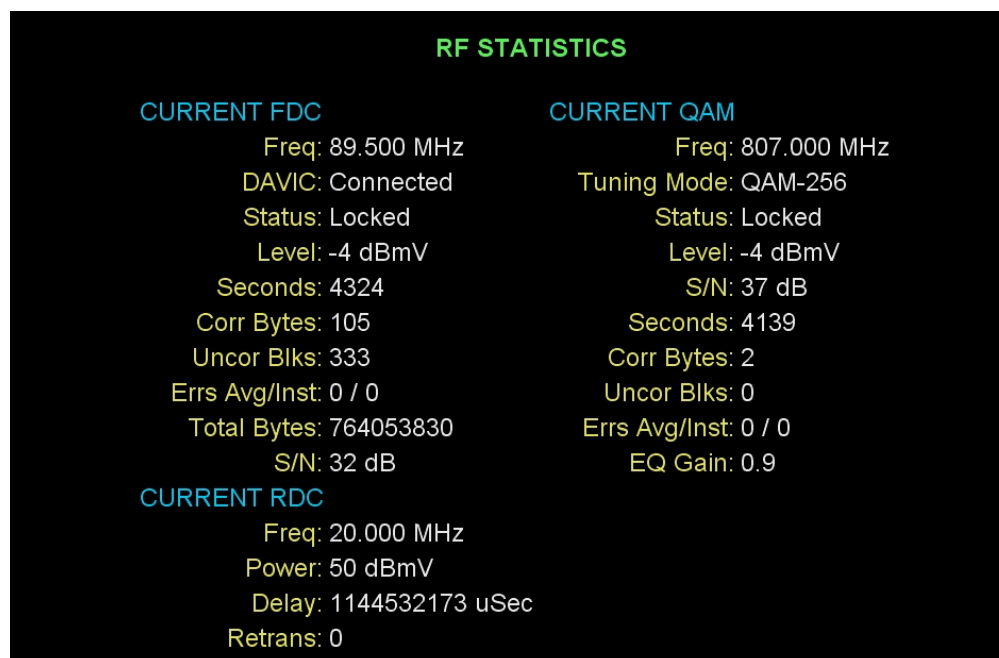 RF STATISTICS
CURRENT FDC
Freq: 89.500 MHz
DAVIC: Connected
Status: Locked
Level: -4 dBmV
Seconds: 4324
Corr Bytes: 105
Uncor Blks: 333
Errs Avg/Inst: 0 / 0
Total Bytes: 764053830
S/N: 32 dB
CURRENT RDC
Freq: 20.000 MHz
Power: 50 dBmV
Delay: 1144532173 uSec
Retrans: 0
CURRENT QAM
Freq: 807.000 MHz
Tuning Mode: QAM-256
Status: Locked
Level: -4 dBmV
S/N: 37 dB
Seconds: 4139
Corr Bytes: 2
Uncor Blks: 0
Errs Avg/Inst: 0 / 0
EQ Gain: 0.9